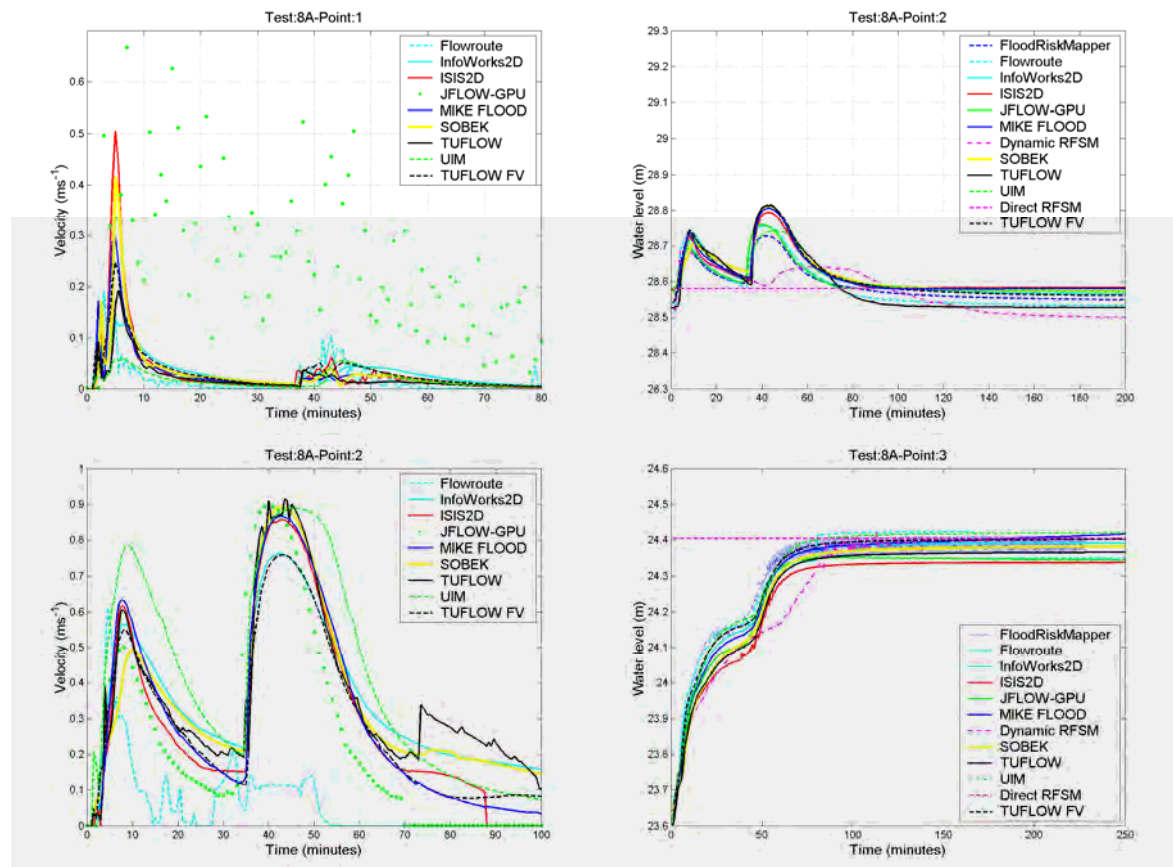 Test:8A-Point:1
Velocity (ms⁻¹)
0.6
0.5
0.4
0.3
0.2
0.1
0
0 10 20 30 40 50 60 70 80
Time (minutes)
Flowroute
InfoWorks2D
ISIS2D
JFLOW-GPU
MIKE FLOOD
SOBEK
TUFLOW
UIM
TUFLOW FV
Test:8A-Point:2
Water level (m)
29.3
29.2
29.1
29
28.9
28.8
28.7
28.6
28.5
28.4
26.3
0 20 40 60 80 100 120 140 160 180 200
Time (minutes)
FloodRiskMapper
Flowroute
InfoWorks2D
ISIS2D
JFLOW-GPU
MIKE FLOOD
Dynamic RFSM
SOBEK
TUFLOW
UIM
Direct RFSM
TUFLOW FV
Test:8A-Point:2
Velocity (ms⁻¹)
1
0.9
0.8
0.7
0.6
0.5
0.4
0.3
0.2
0.1
0
0 10 20 30 40 50 60 70 80 90 100
Time (minutes)
Flowroute
InfoWorks2D
ISIS2D
JFLOW-GPU
MIKE FLOOD
SOBEK
TUFLOW
UIM
TUFLOW FV
Test:8A-Point:3
Water level (m)
24.6
24.5
24.4
24.3
24.2
24.1
24
23.9
23.8
23.7
23.6
0 50 100 150 200 250
Time (minutes)
FloodRiskMapper
Flowroute
InfoWorks2D
ISIS2D
JFLOW-GPU
MIKE FLOOD
Dynamic RFSM
SOBEK
TUFLOW
UIM
Direct RFSM
TUFLOW FV